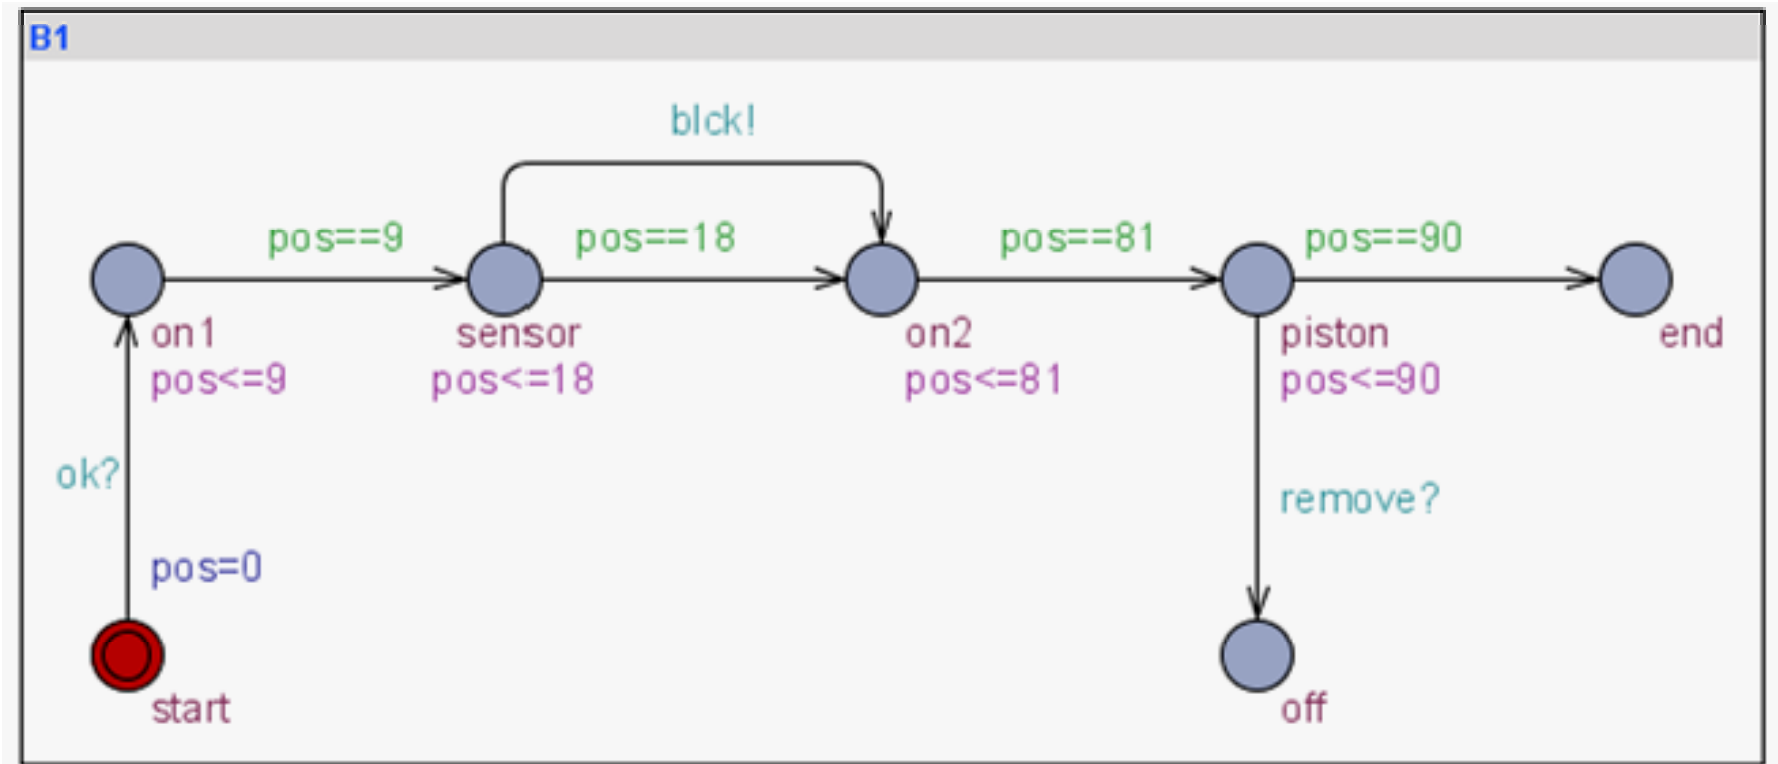 B1
blck!
pos==9
pos==18
pos==81
pos==90
on1
sensor
on2
piston
end
pos<=9
pos<=18
pos<=81
pos<=90
ok?
remove?
pos=0
start
off